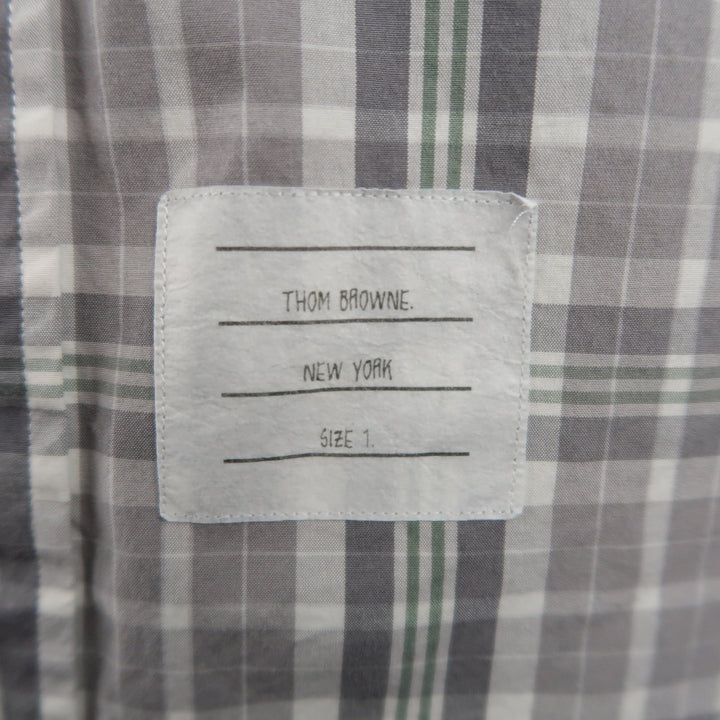 THOM BROWNE.
NEW YORK
SIZE 1.